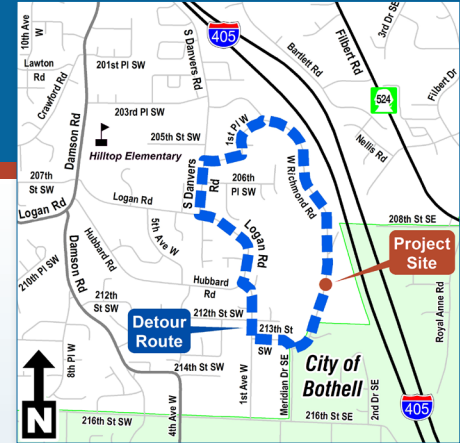 10th Ave
W
S Danvers Rd
405
Bartlett Rd
3rd Dr SE
Filbert Rd
Lawton
Rd
201st Pl SW
Crawford Rd
524
Filbert Dr
203rd Pl SW
1st Pl W
Damson Rd
205th St SW
Nellis Rd
Hilltop Elementary
W Richmond Rd
207th
St SW
S Danvers
Rd
206th
Pl SW
Logan Rd
Logan Rd
208th St SE
5th Ave W
Logan Rd
Project
Site
Hubbard Rd
210th Pl SW
Damson Rd
Hubbard
Rd
Royal Anne Rd
212th
St SW
212th St SW
Detour
Route
213th St
SW
8th Pl W
214th St SW
City of
Bothell
Meridian Dr SE
1st Ave W
2nd Dr SE
405
N
4th Ave W
216th St SW
216th St SE